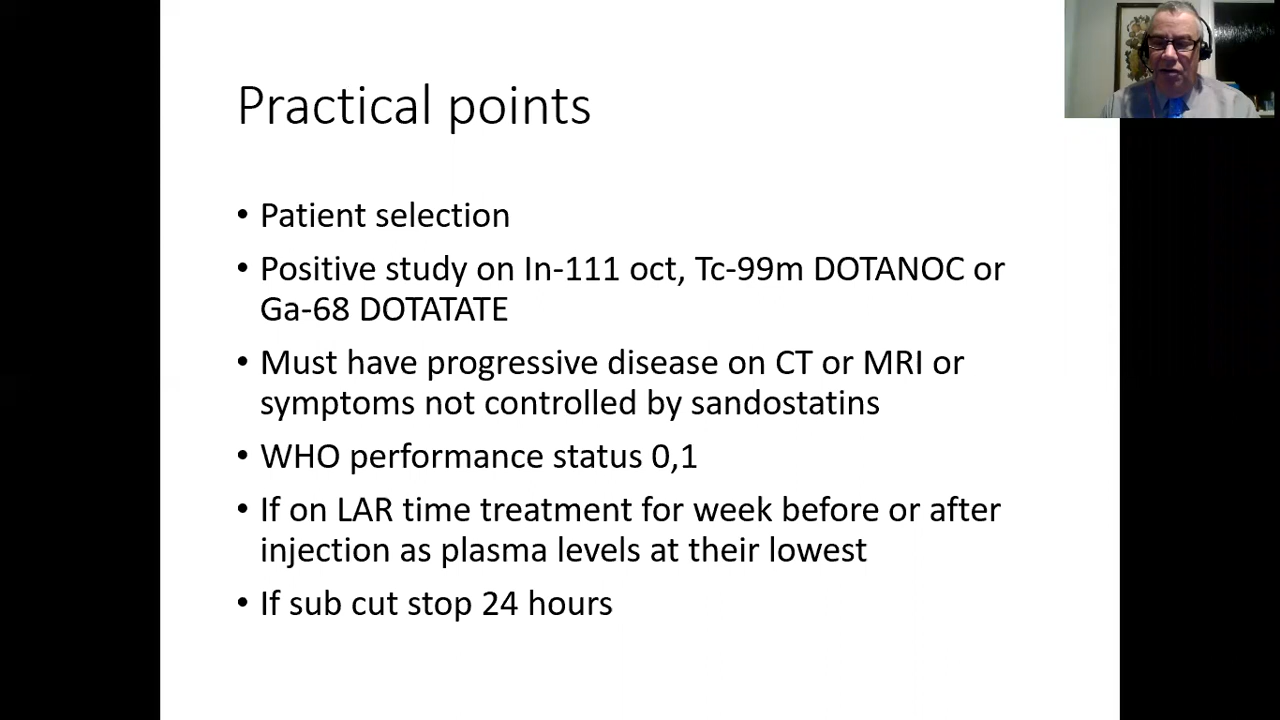 Practical points
• Patient selection
• Positive study on In-111 oct, Tc-99m DOTANOC or
Ga-68 DOTATATE
• Must have progressive disease on CT or MRI or
symptoms not controlled by sandostatins
• WHO performance status 0,1
• If on LAR time treatment for week before or after
injection as plasma levels at their lowest
• If sub cut stop 24 hours